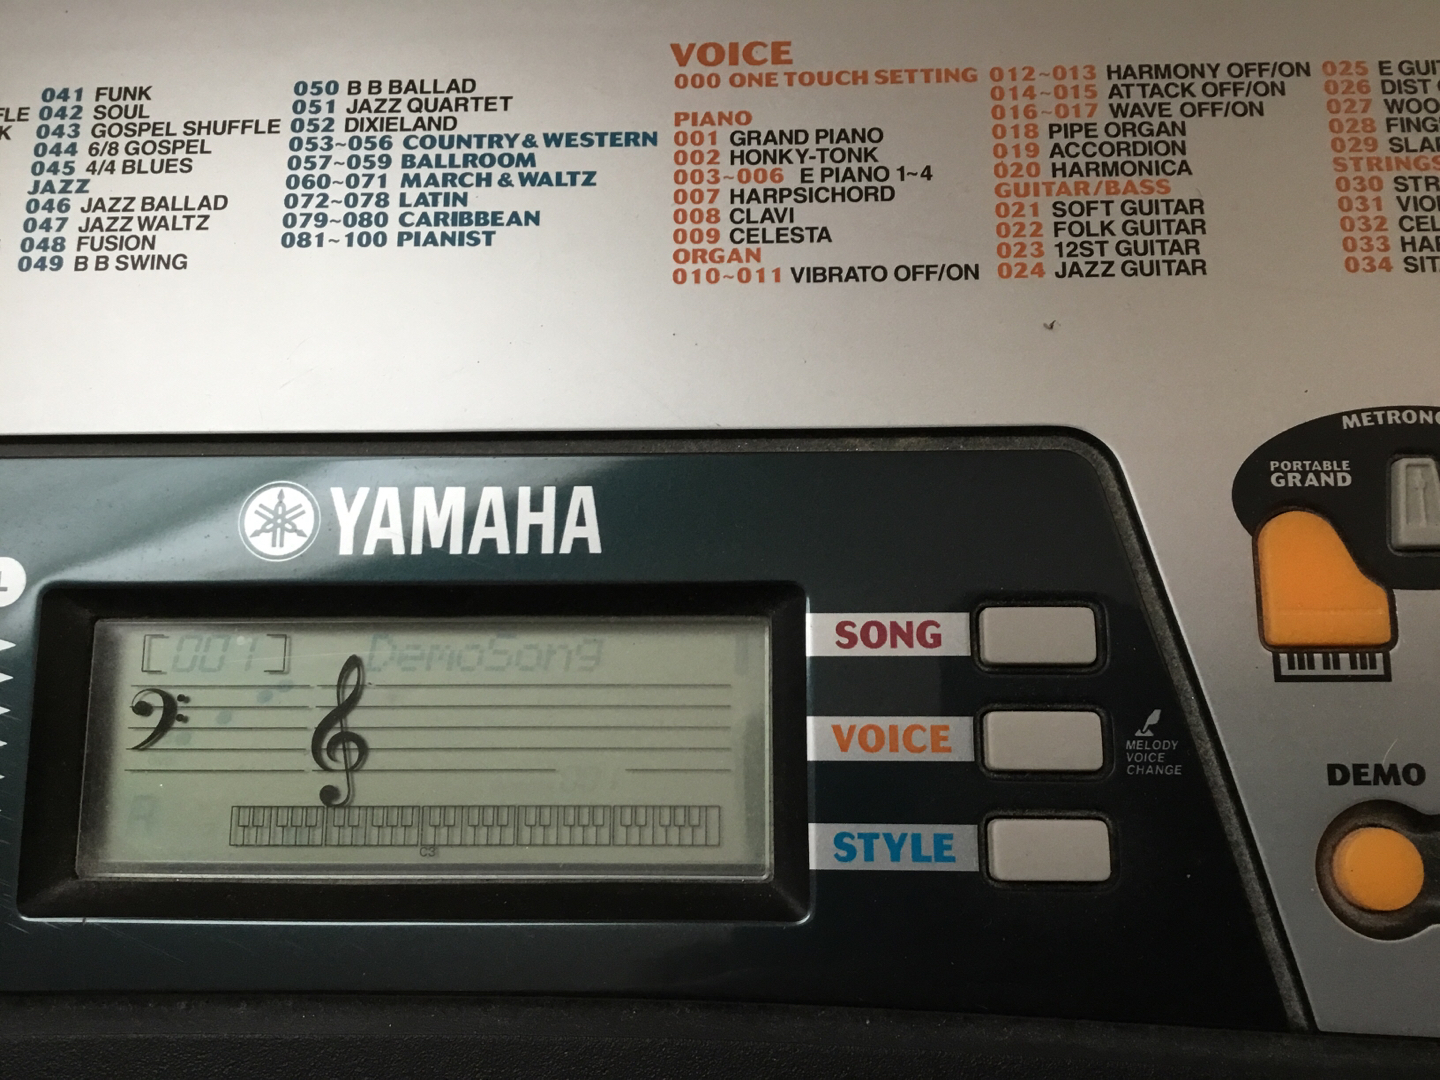 041 FUNK
042 SOUL
043 GOSPEL SHUFFLE
044 6/8 GOSPEL
045 4/4 BLUES
JAZZ
046 JAZZ BALLAD
047 JAZZ WALTZ
048 FUSION
049 B B SWING
050 B B BALLAD
051 JAZZ QUARTET
052 DIXIELAND
053~056 COUNTRY & WESTERN
057~059 BALLROOM
060~071 MARCH & WALTZ
072~078 LATIN
079~080 CARIBBEAN
081~100 PIANIST
VOICE
000 ONE TOUCH SETTING
PIANO
001 GRAND PIANO
002 HONKY-TONK
003~006 E PIANO 1~4
007 HARPSICHORD
008 CLAVI
009 CELESTA
ORGAN
010~011 VIBRATO OFF/ON
012~013 HARMONY OFF/ON
014~015 ATTACK OFF/ON
016~017 WAVE OFF/ON
018 PIPE ORGAN
019 ACCORDION
020 HARMONICA
GUITAR/BASS
021 SOFT GUITAR
022 FOLK GUITAR
023 12ST GUITAR
024 JAZZ GUITAR
025 E
026 DIST
027
028
029
STRINGS
030
031
032
033
034
YAMAHA
001 DemoSong
C3
SONG
VOICE
STYLE
MELODY
VOICE
CHANGE
PORTABLE
GRAND
DEMO